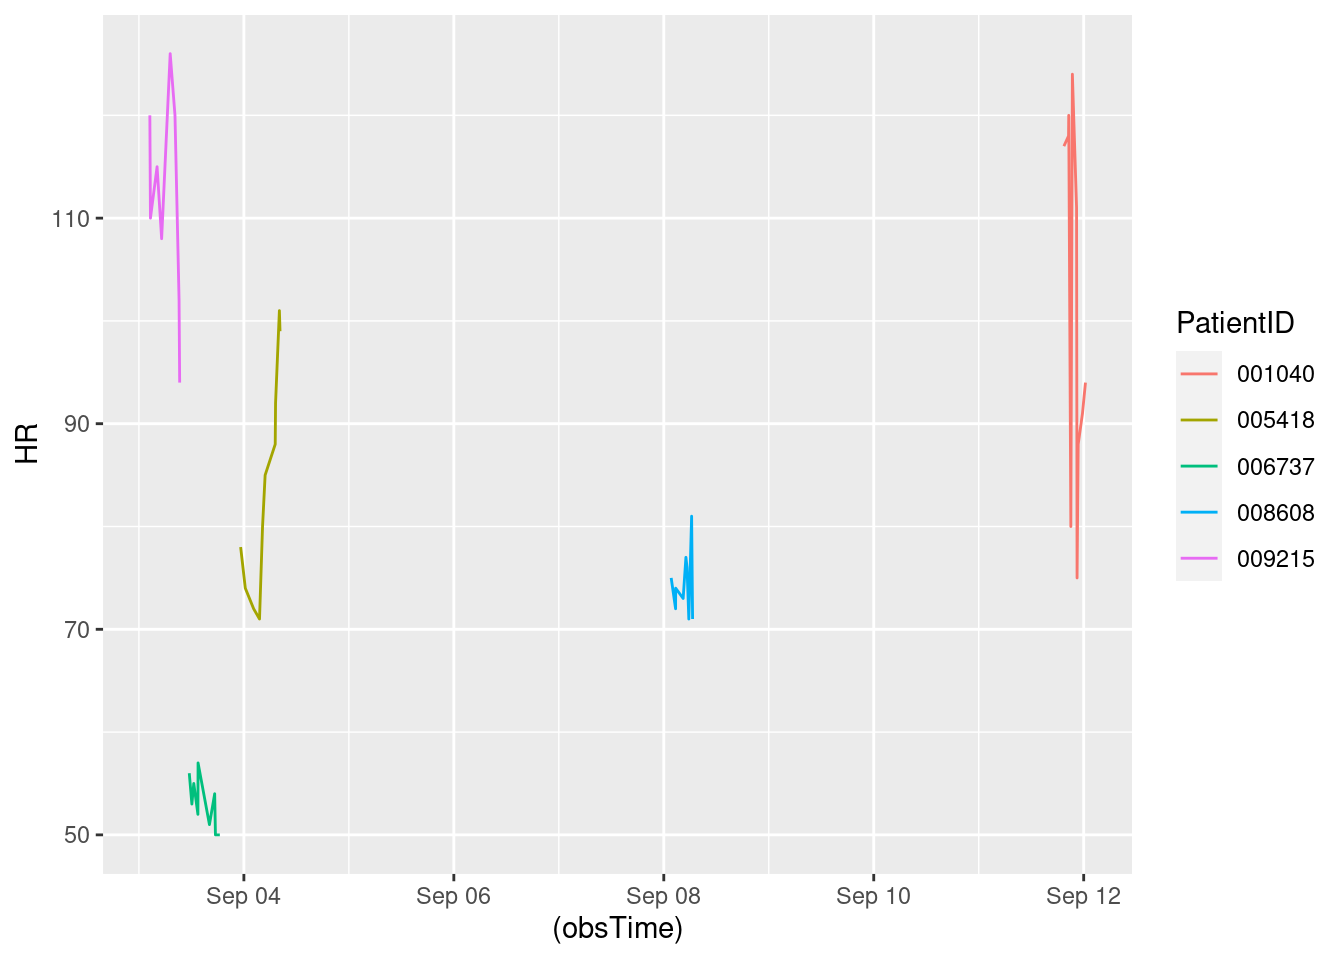 HR
110
90
70
50
Sep 04
Sep 06
Sep 08
Sep 10
Sep 12
(obsTime)
PatientID
001040
005418
006737
008608
009215